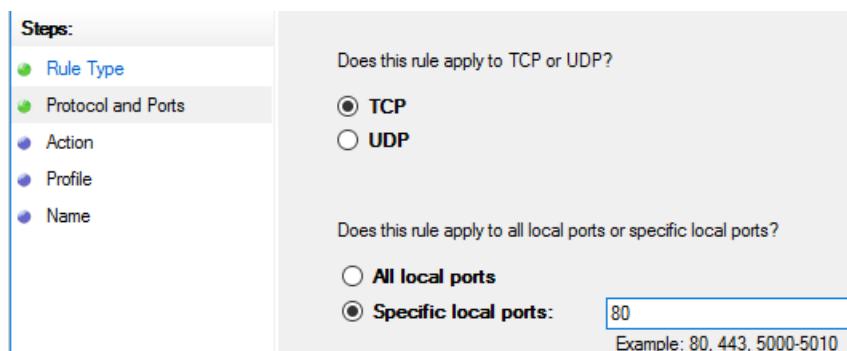 Steps:
Rule Type
Protocol and Ports
Action
Profile
Name
Does this rule apply to TCP or UDP?
TCP
UDP
Does this rule apply to all local ports or specific local ports?
All local ports
Specific local ports: 80
Example: 80, 443, 5000-5010